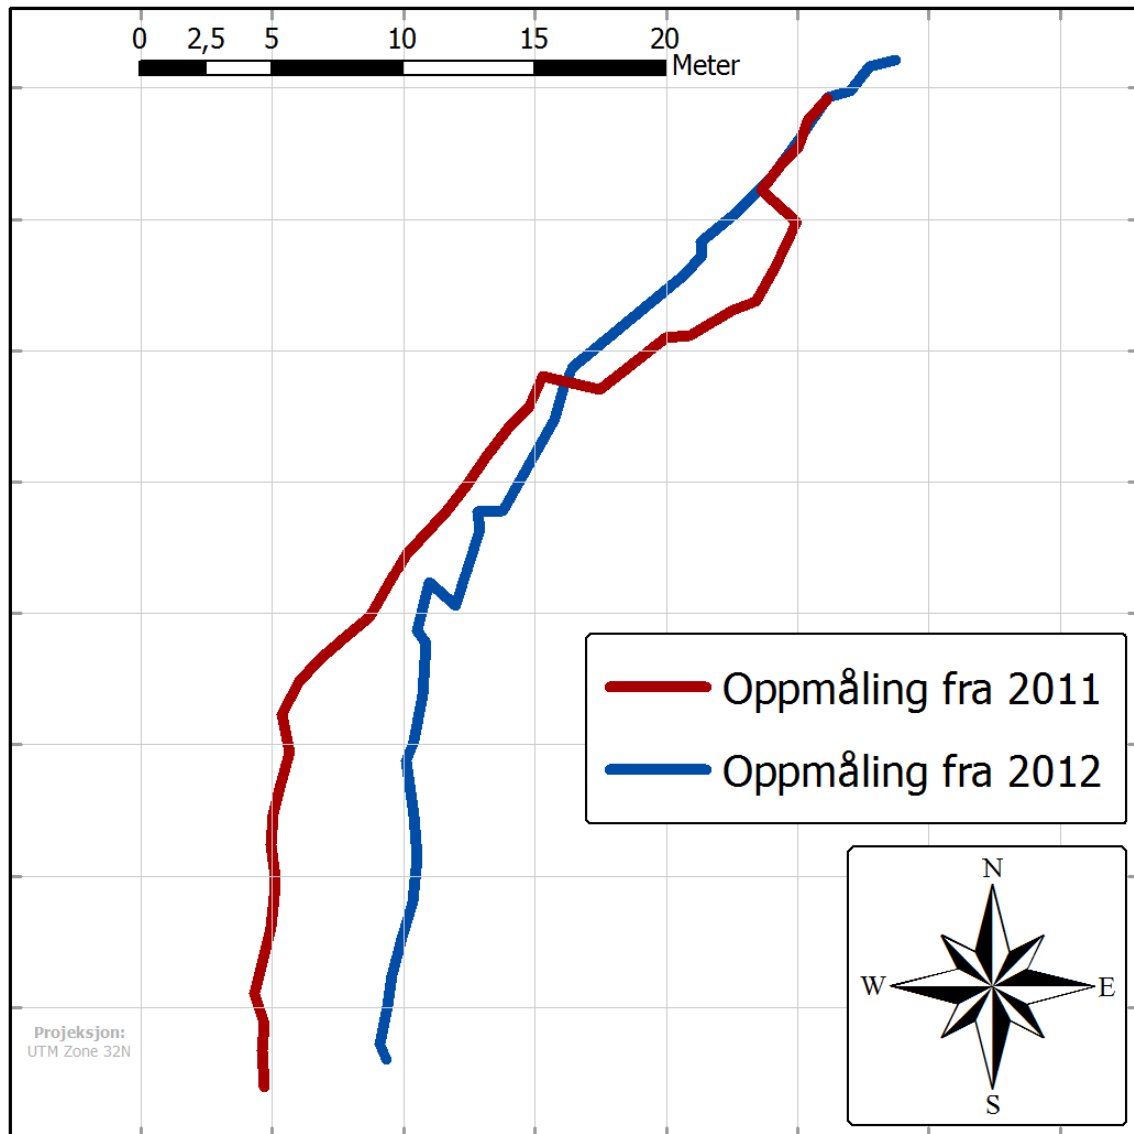 0 2,5 5 10 15 20
Meter
Oppmåling fra 2011
Oppmåling fra 2012
N
W E
S
Projeksjon:
UTM Zone 32N